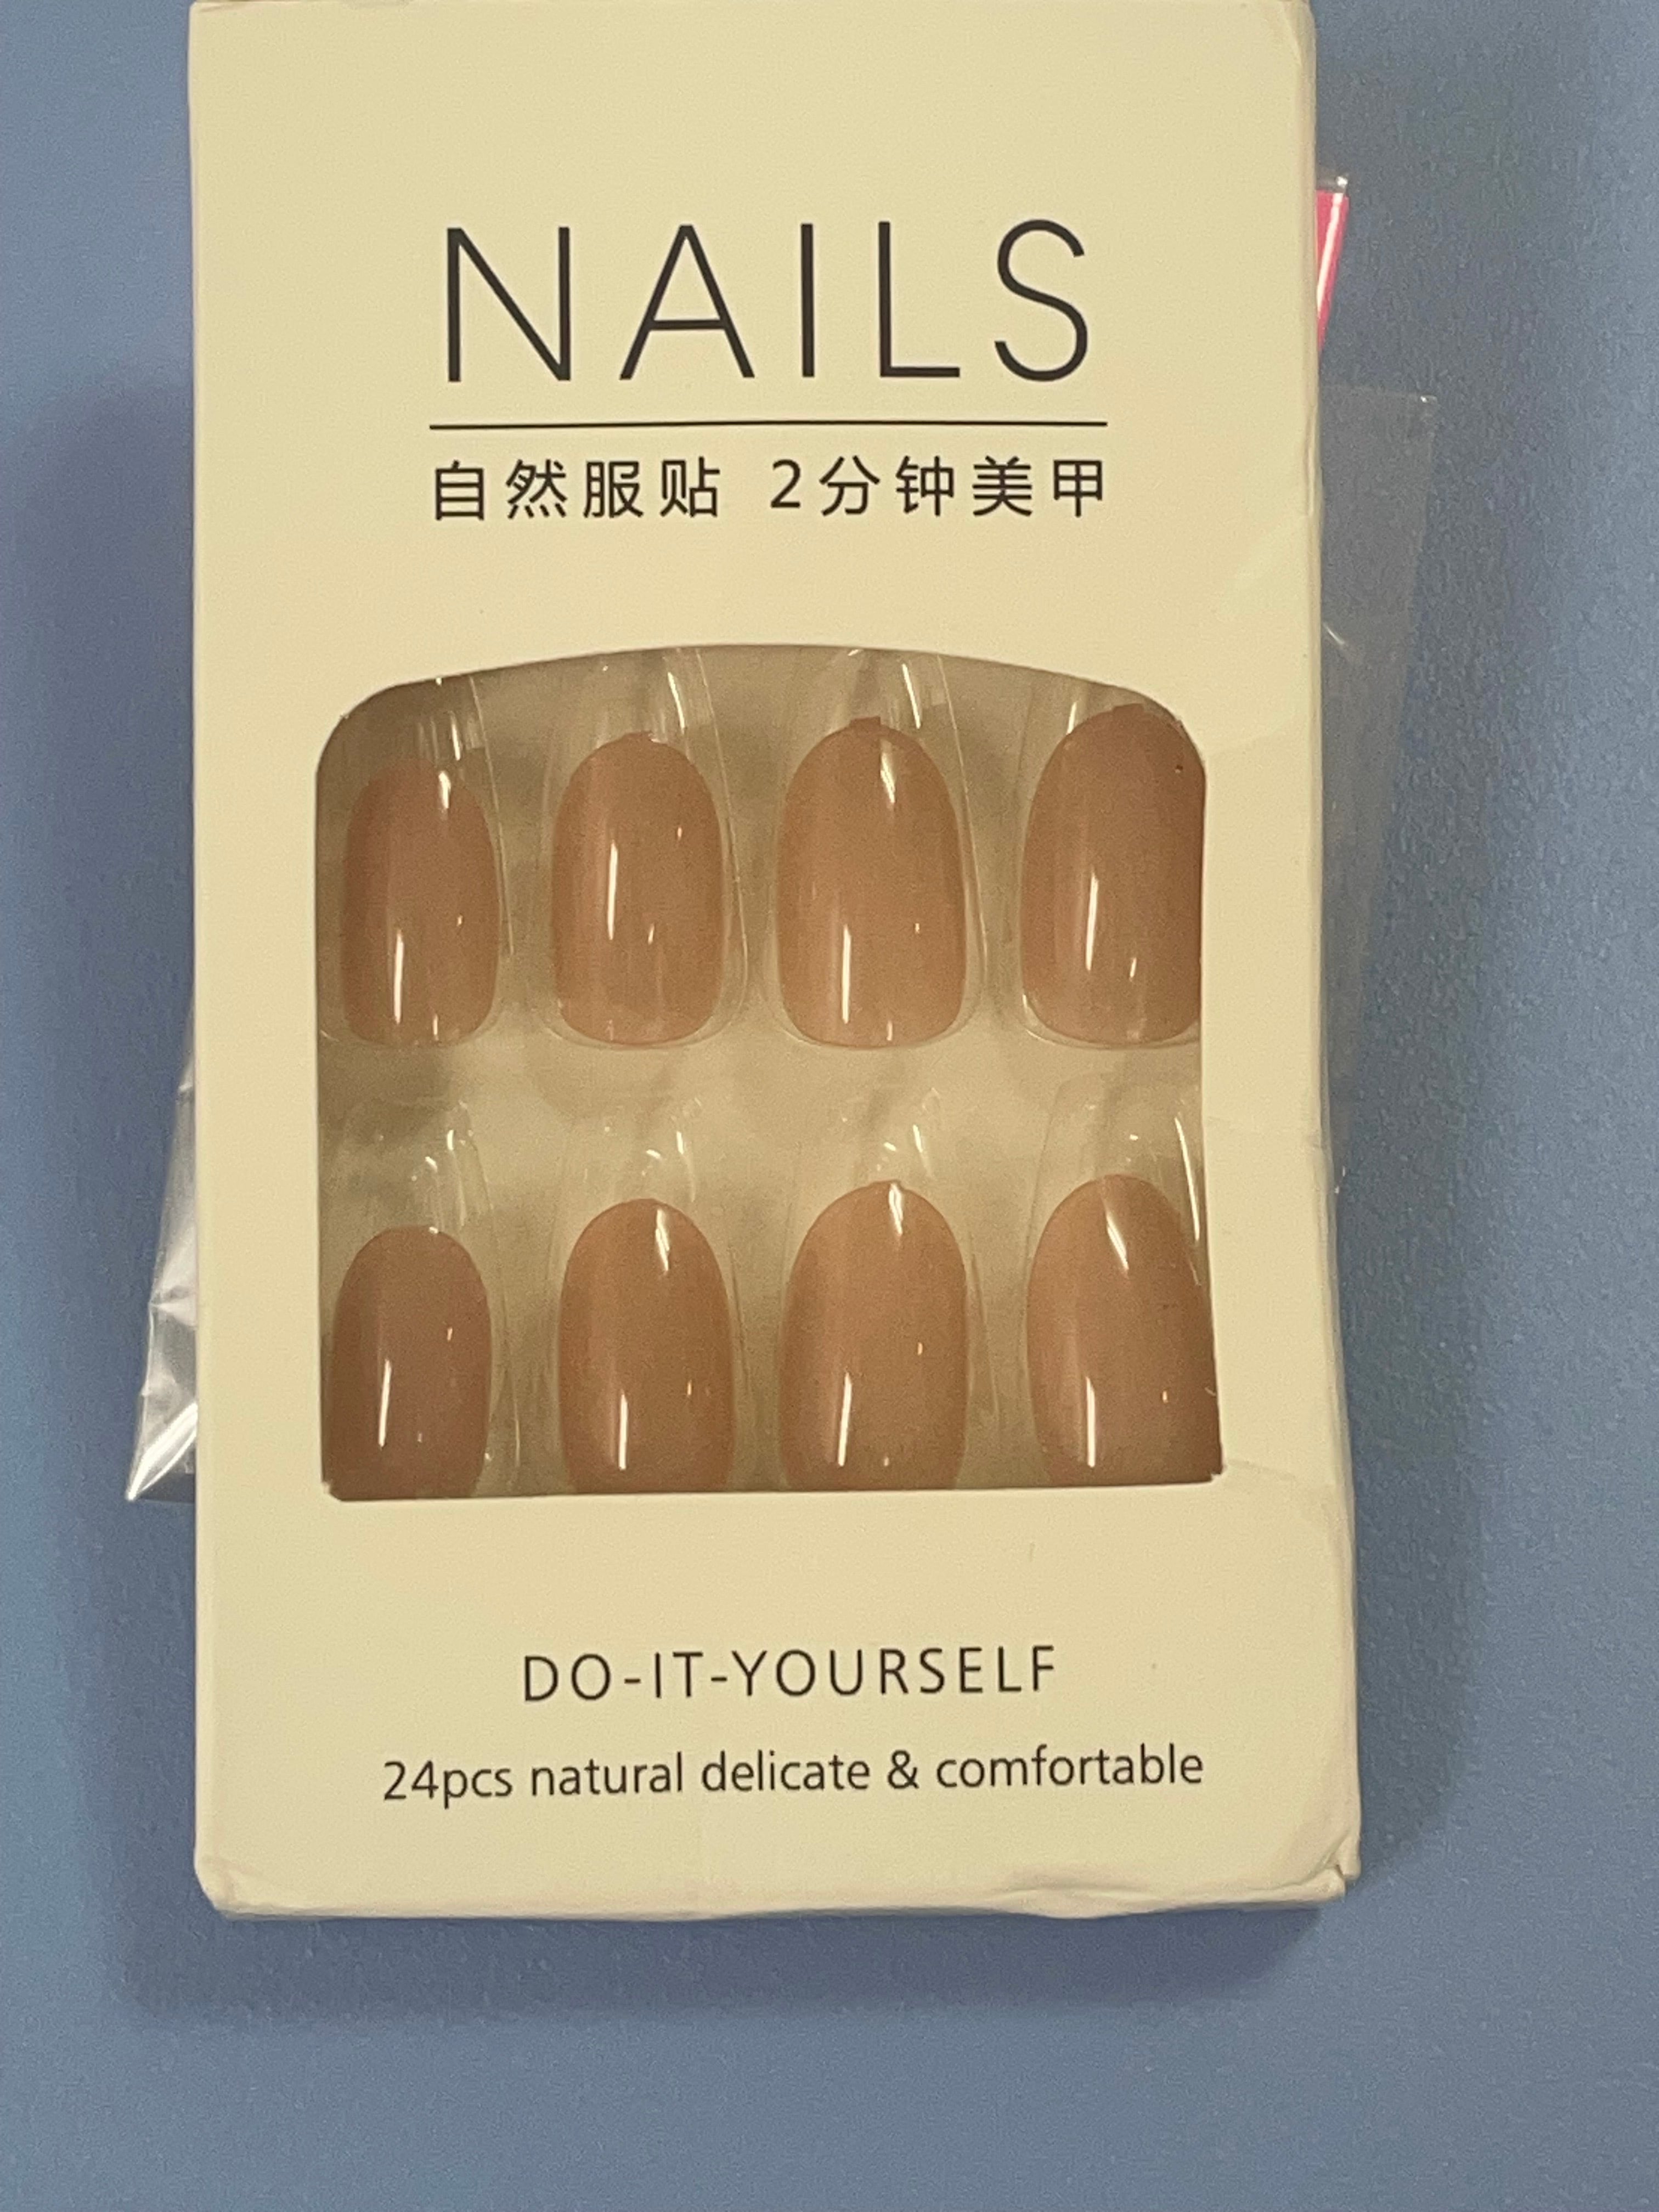 NAILS
自然服贴 2分钟美甲
DO-IT-YOURSELF
24pcs natural delicate & comfortable